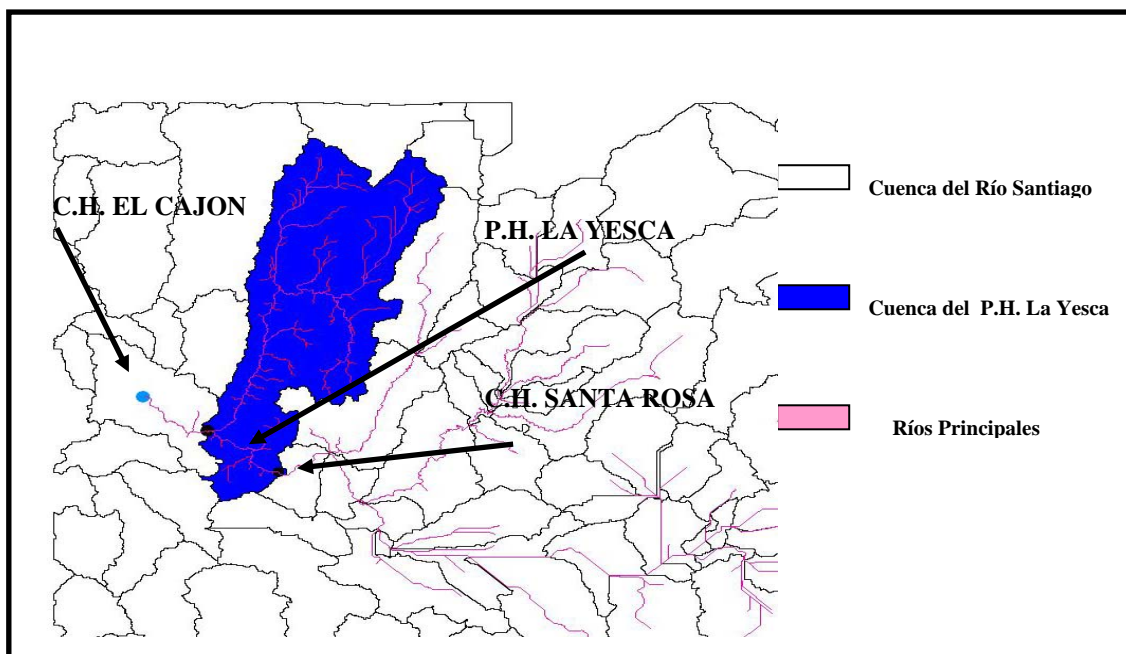 C.H. EL CAJON
P.H. LA YESCA
C.H. SANTA ROSA
Cuenca del Río Santiago
Cuenca del P.H. La Yesca
Ríos Principales